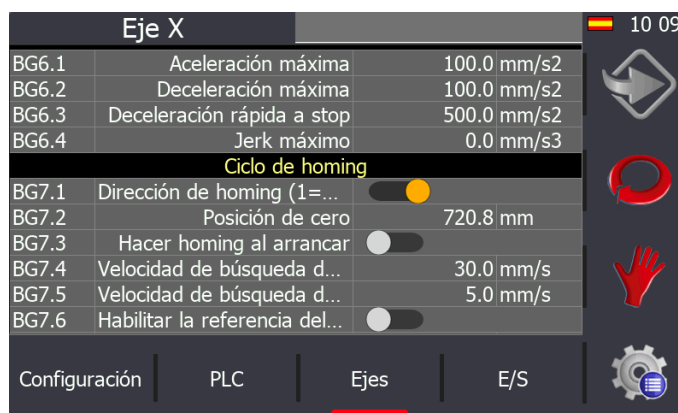 Eje X
10 09
BG6.1 Aceleración máxima 100.0 mm/s2
BG6.2 Deceleración máxima 100.0 mm/s2
BG6.3 Deceleración rápida a stop 500.0 mm/s2
BG6.4 Jerk máximo 0.0 mm/s3
Ciclo de homing
BG7.1 Dirección de homing (1=...
BG7.2 Posición de cero 720.8 mm
BG7.3 Hacer homing al arrancar
BG7.4 Velocidad de búsqueda d... 30.0 mm/s
BG7.5 Velocidad de búsqueda d... 5.0 mm/s
BG7.6 Habilitar la referencia del...
Configuración PLC Ejes E/S